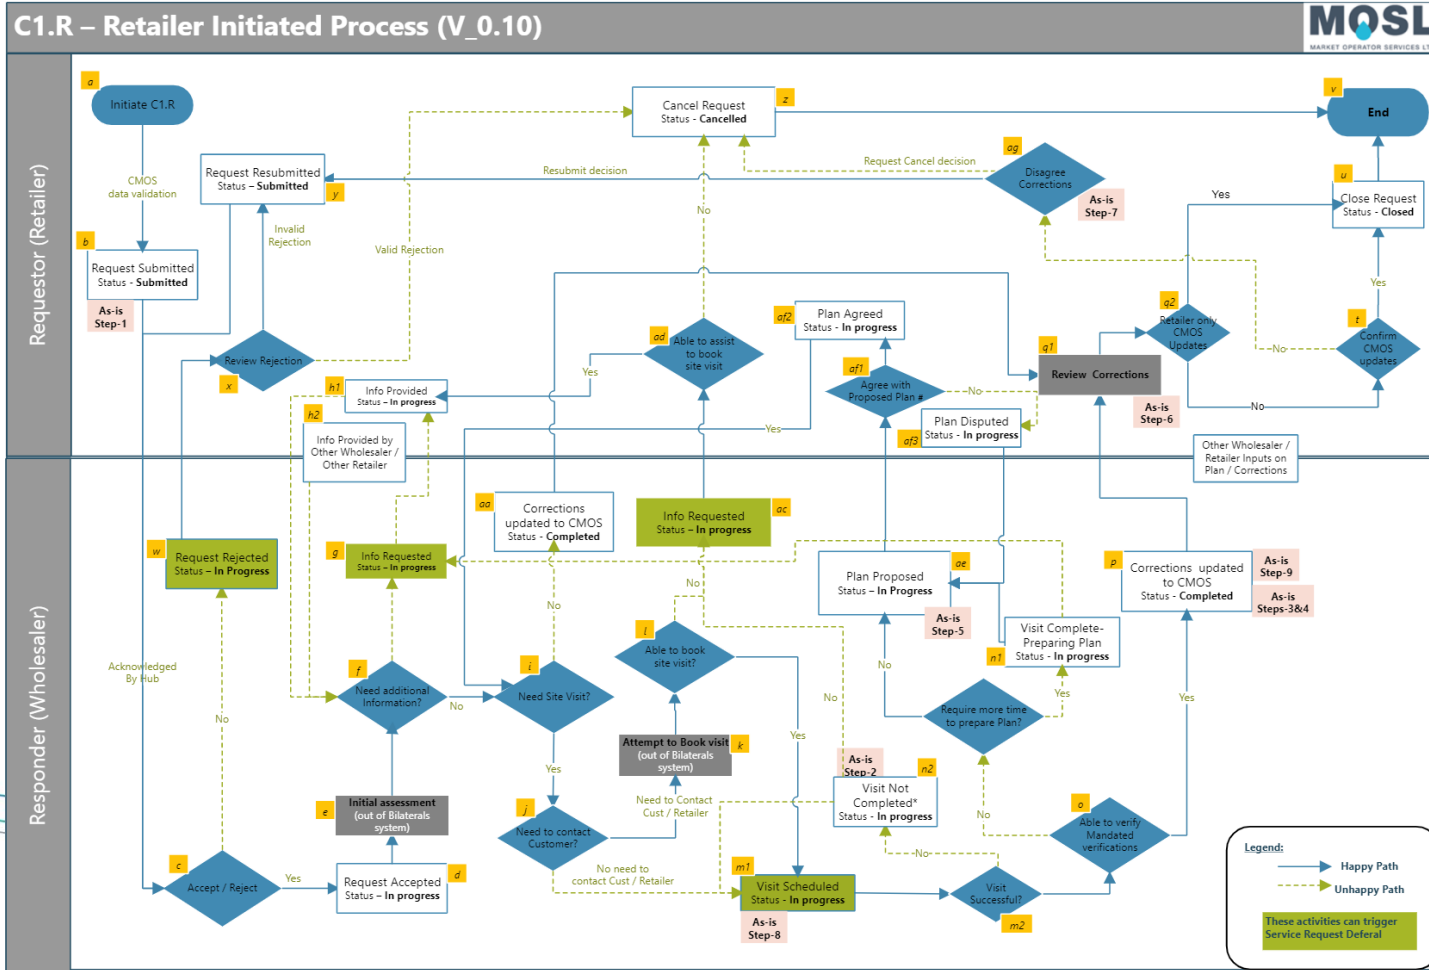 C1.R – Retailer Initiated Process (V_0.10)
MOSL
MARKET OPERATOR SERVICES LT
Requestor (Retailer)
a
Initiate C1.R
CMOS
data validation
b
Request Submitted
Status - Submitted
As-is
Step-1
Request Resubmitted
Status – Submitted
y
Invalid
Rejection
Valid Rejection
Review Rejection
x
Cancel Request
Status - Cancelled
z
Resubmit decision
Request Cancel decision
ag
Disagree
Corrections
As-is
Step-7
v
End
u
Close Request
Status - Closed
Yes
Yes
No
ad
Able to assist
to book
site visit
Yes
h1
Info Provided
Status – In progress
h2
Info Provided by
Other Wholesaler /
Other Retailer
af2
Plan Agreed
Status - In progress
af1
Agree with
Proposed Plan #
No
Yes
Plan Disputed
Status - In progress
af3
q1
Review Corrections
As-is
Step-6
q2
Retailer only
CMOS
Updates
No
No
t
Confirm
CMOS
updates
Other Wholesaler /
Retailer Inputs on
Plan / Corrections
Responder (Wholesaler)
w
Request Rejected
Status – In Progress
Acknowledged
By Hub
No
c
Accept / Reject
Yes
d
Request Accepted
Status – In progress
e
Initial assessment
(out of Bilaterals
system)
f
Need additional
Information?
No
g
Info Requested
Status – In progress
aa
Corrections
updated to CMOS
Status - Completed
No
i
Need Site Visit?
Yes
j
Need to contact
Customer?
No need to
contact Cust / Retailer
Need to Contact
Cust / Retailer
Attempt to Book visit
(out of Bilaterals
system)
k
l
Able to book
site visit?
No
Yes
Info Requested
Status – In progress
ac
No
As-is
Step-2
n2
Visit Not
Completed*
Status - In progress
No
m1
Visit Scheduled
Status - In progress
As-is
Step-8
Visit
Successful?
m2
Plan Proposed
Status – In Progress
ae
As-is
Step-5
No
Visit Complete-
Preparing Plan
Status - In progress
n1
Yes
Require more time
to prepare Plan?
No
o
Able to verify
Mandated
verifications
Yes
p
Corrections updated
to CMOS
Status - Completed
As-is
Step-9
As-is
Steps-3&4
Legend:
Happy Path
Unhappy Path
These activities can trigger
Service Request Deferal